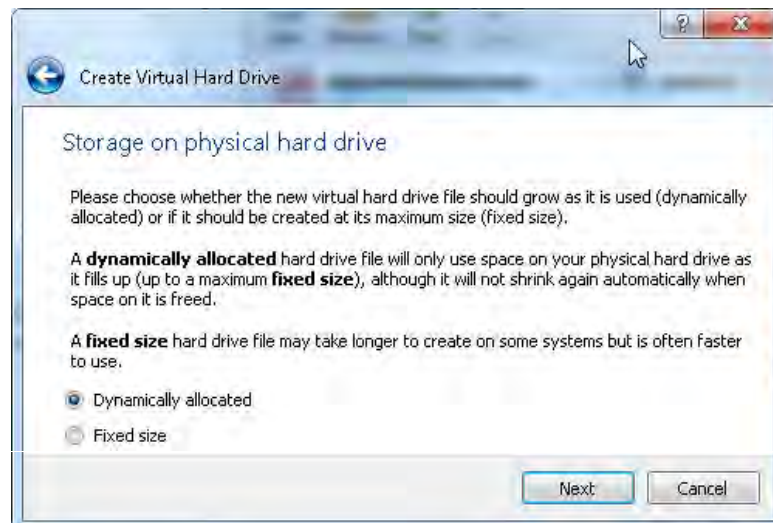 ?
Create Virtual Hard Drive
Storage on physical hard drive
Please choose whether the new virtual hard drive file should grow as it is used (dynamically
allocated) or if it should be created at its maximum size (fixed size).
A dynamically allocated hard drive file will only use space on your physical hard drive as
it fills up (up to a maximum fixed size), although it will not shrink again automatically when
space on it is freed.
A fixed size hard drive file may take longer to create on some systems but is often faster
to use.
Dynamically allocated
Fixed size
Next Cancel